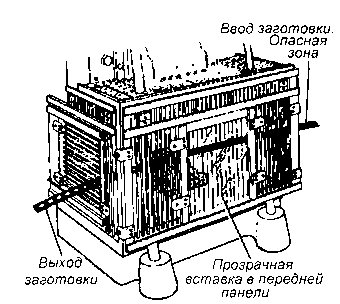 Ввод заготовки.
Опасная
зона
Выход
заготовки
Прозрачная
вставка в передней
панели